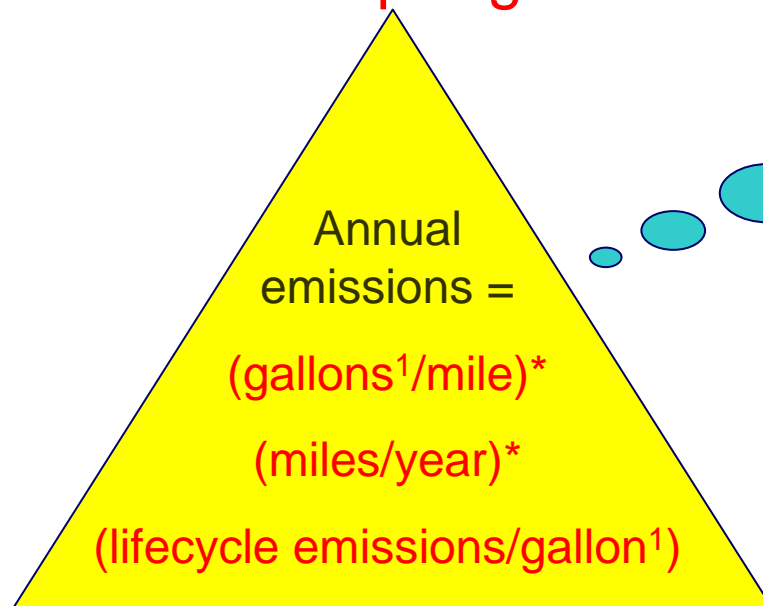 Annual
emissions =
(gallons¹/mile)*
(miles/year)*
(lifecycle emissions/gallon¹)